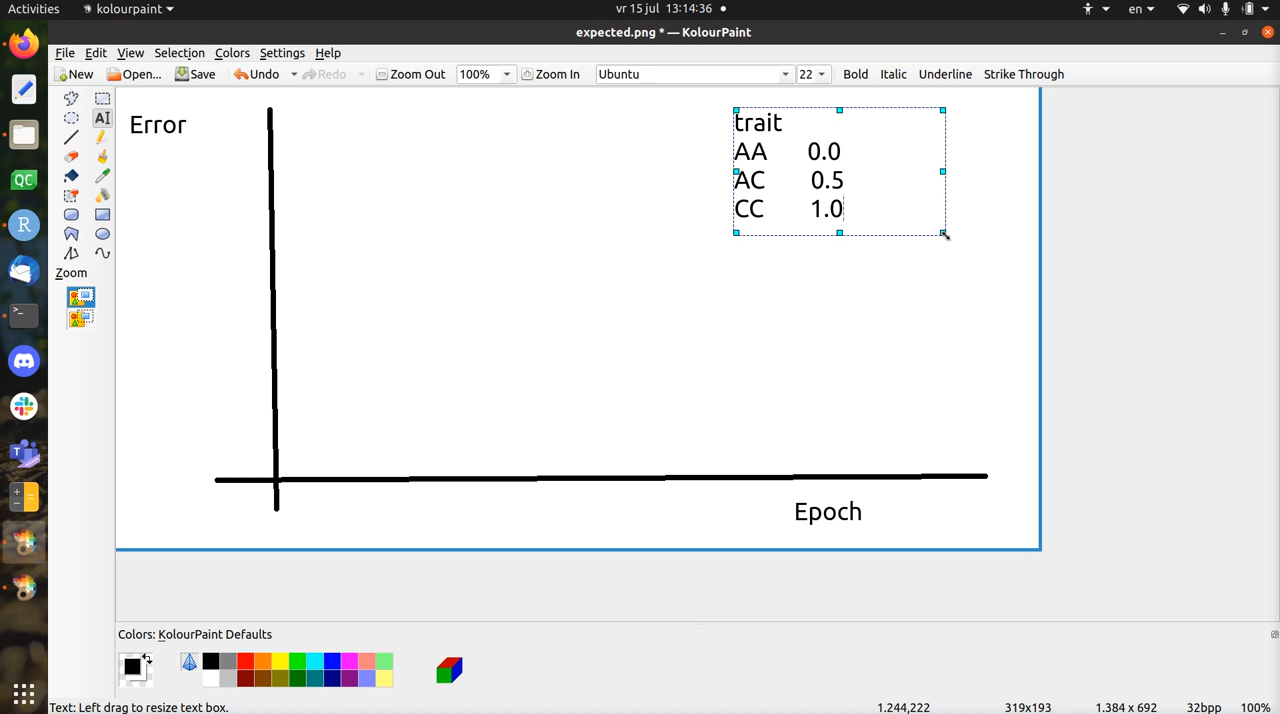 Activities kolourpaint vr 15 jul 13:14:36 en
expected.png * — KolourPaint
File Edit View Selection Colors Settings Help
New Open... Save Undo Redo Zoom Out 100% Zoom In Ubuntu 22 Bold Italic Underline Strike Through
Error
trait
AA 0.0
AC 0.5
CC 1.0
Zoom
Epoch
Colors: KolourPaint Defaults
Text: Left drag to resize text box. 1.244,222 319x193 1.384 x 692 32bpp 100%